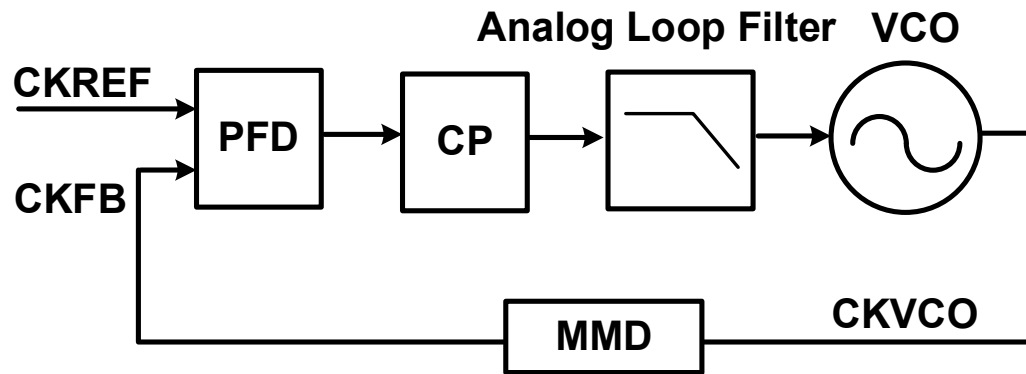 Analog Loop Filter
VCO
CKREF
PFD
CP
CKFB
MMD
CKVCO